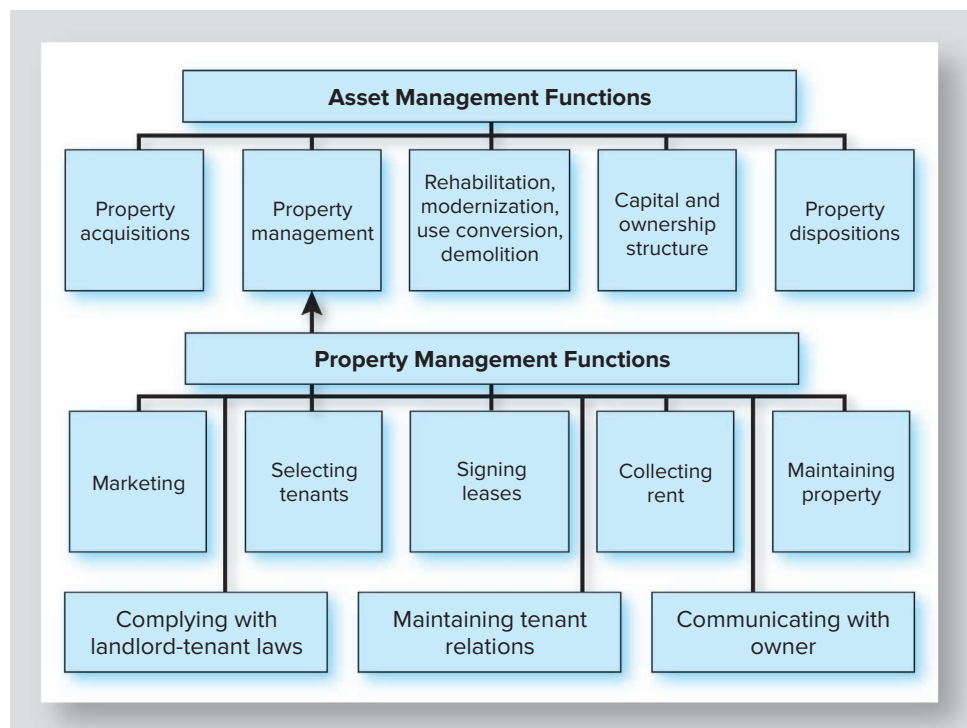 Asset Management Functions
Property
acquisitions
Property
management
Rehabilitation,
modernization,
use conversion,
demolition
Capital and
ownership
structure
Property
dispositions
Property Management Functions
Marketing
Selecting
tenants
Signing
leases
Collecting
rent
Maintaining
property
Complying with
landlord-tenant laws
Maintaining tenant
relations
Communicating with
owner